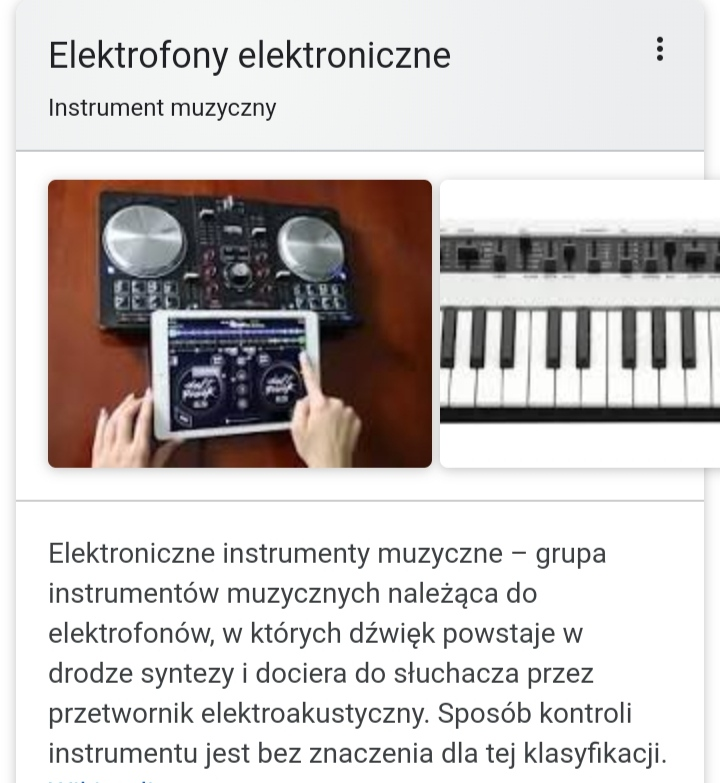 Elektrofony elektroniczne
Instrument muzyczny
Elektroniczne instrumenty muzyczne – grupa
instrumentów muzycznych należąca do
elektrofonów, w których dźwięk powstaje w
drodze syntezy i dociera do słuchacza przez
przetwornik elektroakustyczny. Sposób kontroli
instrumentu jest bez znaczenia dla tej klasyfikacji.